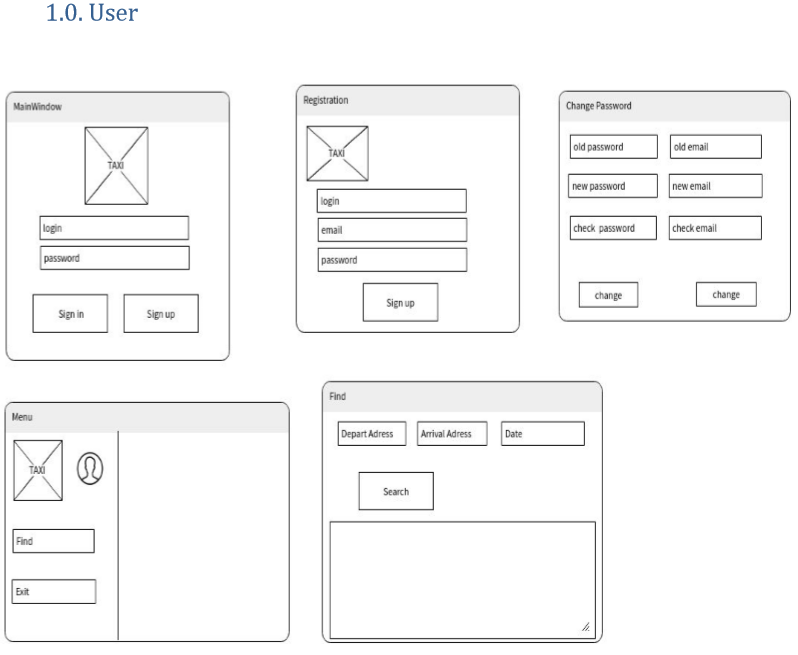 1.0. User
MainWindow
TAXI
login
password
Sign in
Sign up
Registration
TAXI
login
email
password
Sign up
Change Password
old password
old email
new password
new email
check password
check email
change
change
Menu
TAXI
Find
Exit
Find
Depart Adress
Arrival Adress
Date
Search